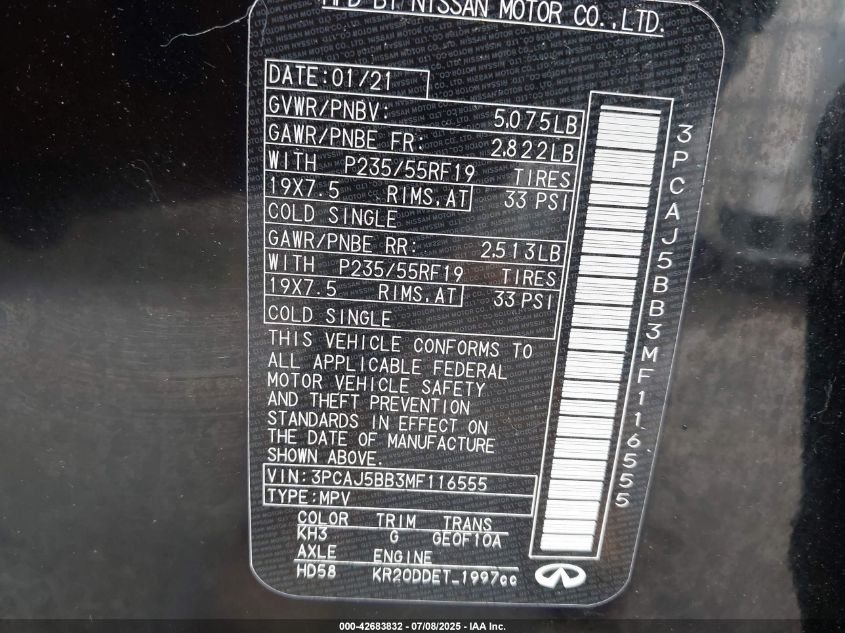 MFD BY NISSAN MOTOR CO.,LTD.
DATE:01/21
GVWR/PNBV: 5,075LB
GAWR/PNBE FR: 2,822LB
WITH P235/55RF19 TIRES
19X7.5 RIMS,AT 33 PSI
COLD SINGLE
GAWR/PNBE RR: 2,513LB
WITH P235/55RF19 TIRES
19X7.5 RIMS,AT 33 PSI
COLD SINGLE
THIS VEHICLE CONFORMS TO
ALL APPLICABLE FEDERAL
MOTOR VEHICLE SAFETY
AND THEFT PREVENTION
STANDARDS IN EFFECT ON
THE DATE OF MANUFACTURE
SHOWN ABOVE.
VIN:3PCAJ5BB3MF116555
TYPE:MPV
COLOR TRIM TRANS
KH3 G GE0F10A
AXLE ENGINE
HD58 KR20DDET_1997cc
3PCAJ5BB3MF116555
000-42683832 - 07/08/2025 - IAA Inc.